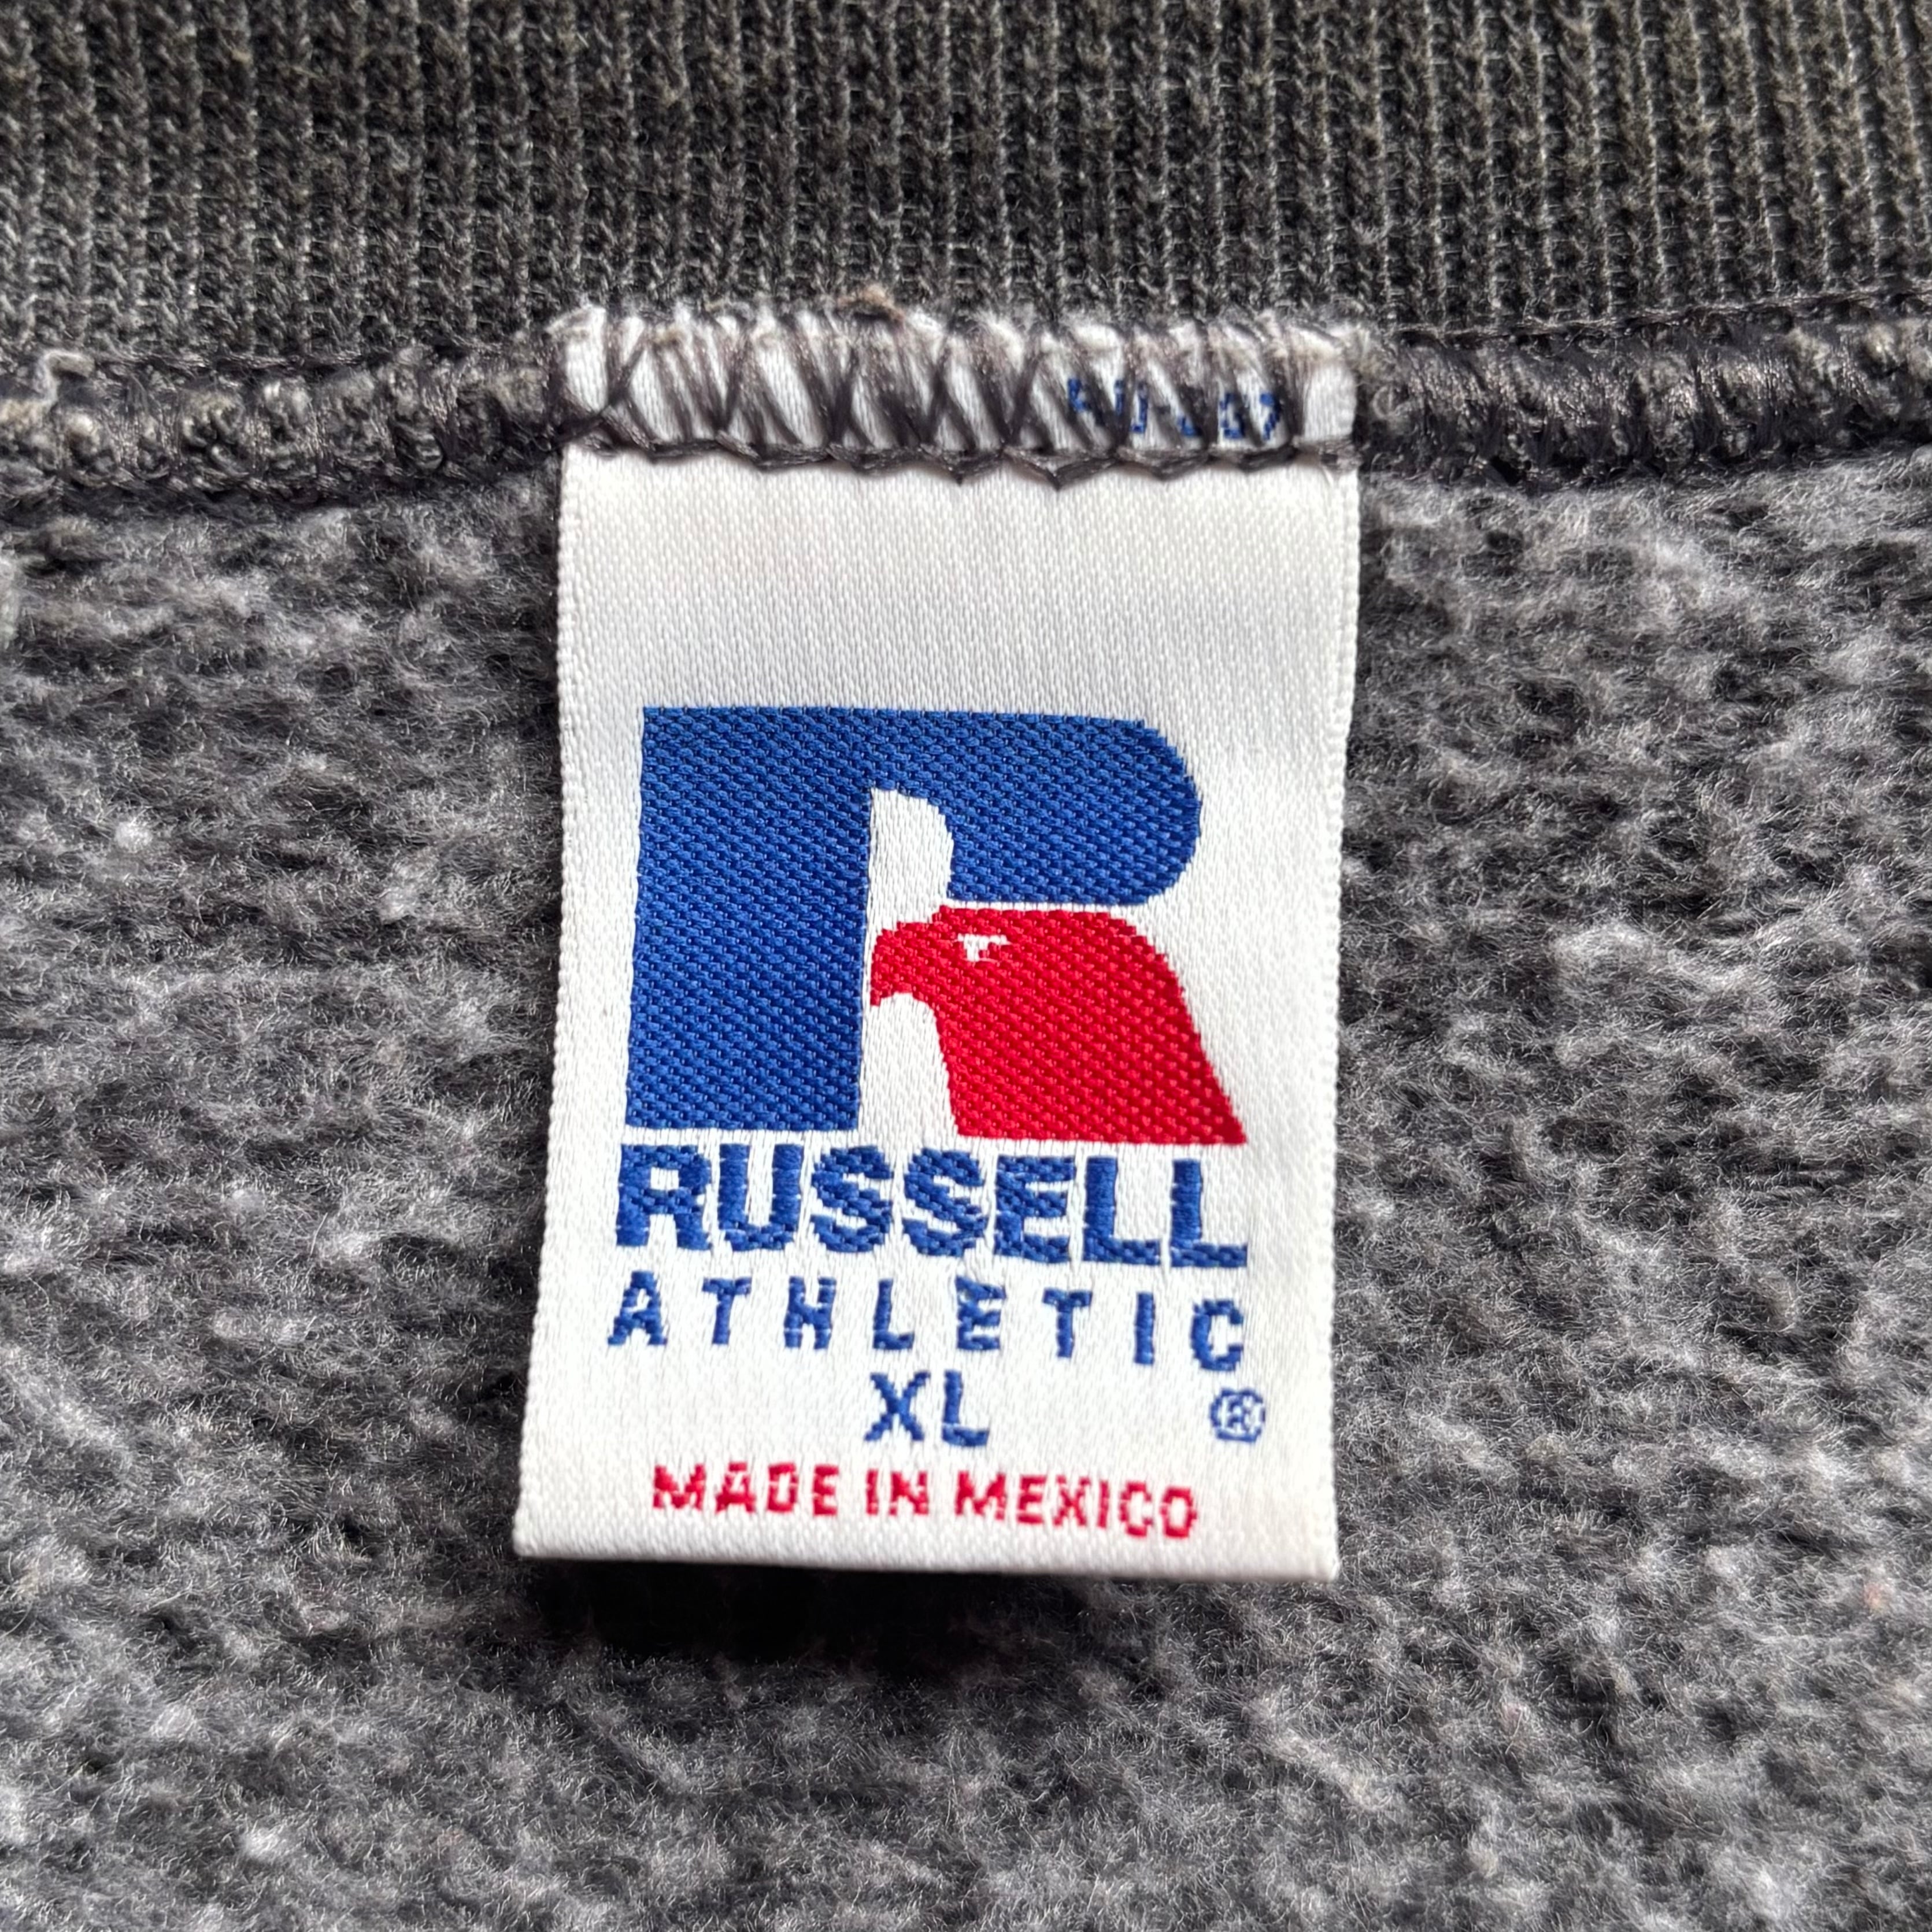 RUSSELL
ATHLETIC
XL ®
MADE IN MEXICO